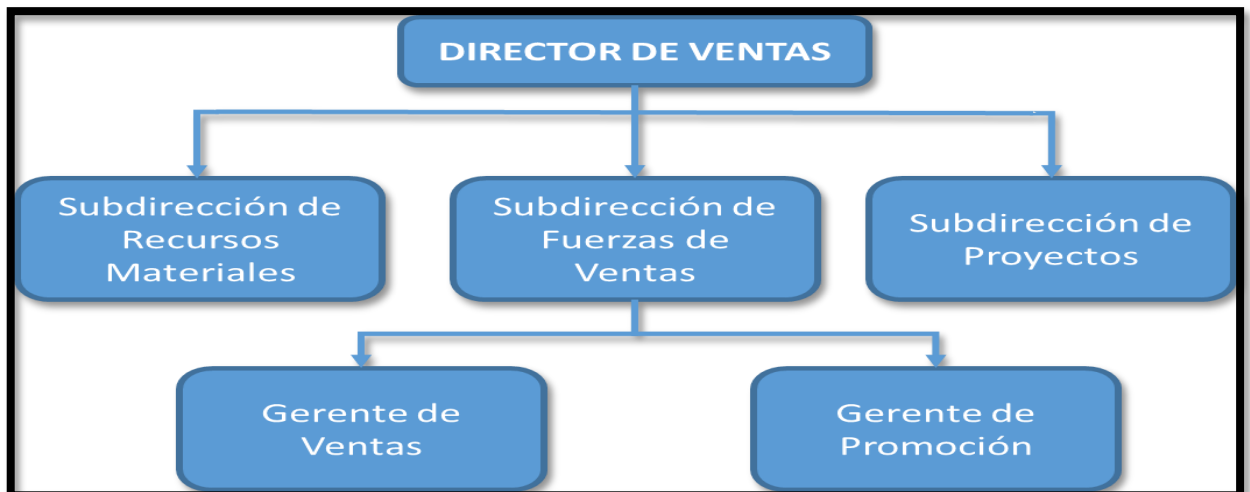 DIRECTOR DE VENTAS
Subdirección de
Recursos
Materiales
Subdirección de
Fuerzas de
Ventas
Subdirección de
Proyectos
Gerente de
Ventas
Gerente de
Promoción